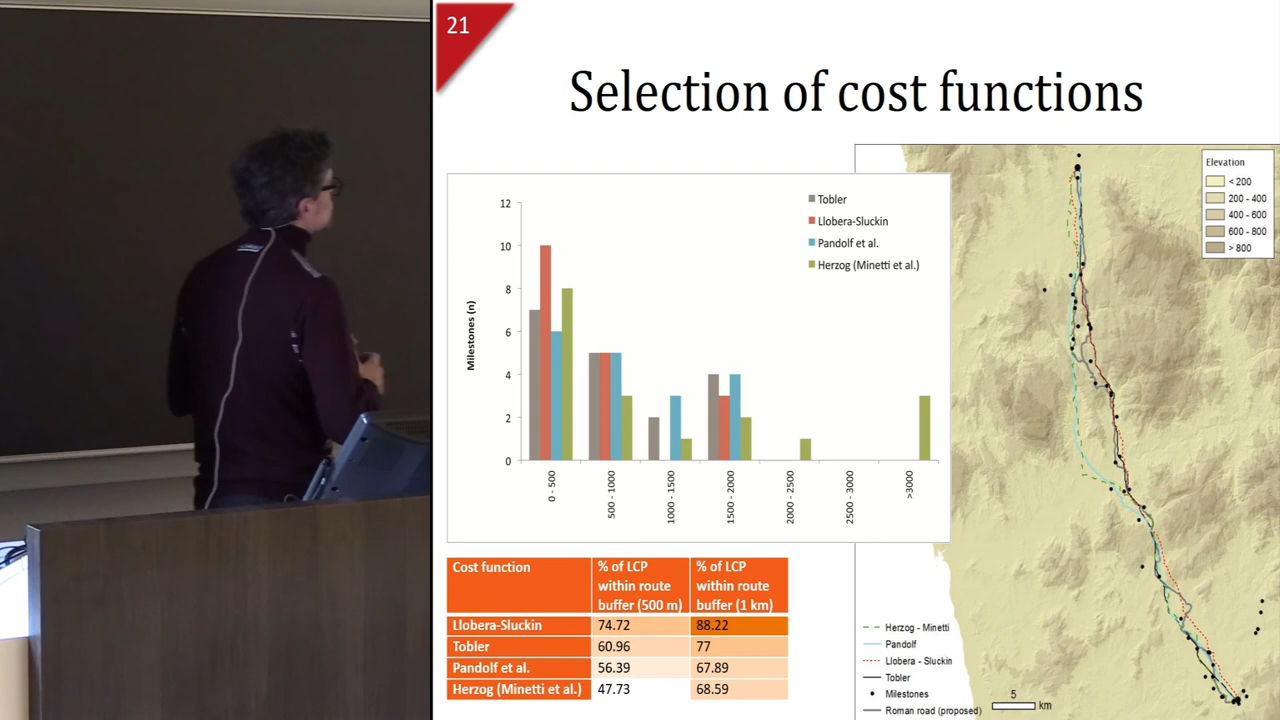 21
Selection of cost functions
12
10
8
6
4
2
0
Milestones (n)
Tobler
Llobera-Sluckin
Pandolf et al.
Herzog (Minetti et al.)
0 - 500
500 - 1000
1000 - 1500
1500 - 2000
2000 - 2500
2500 - 3000
>3000
Elevation
< 200
200 - 400
400 - 600
600 - 800
> 800
Cost function % of LCP within route buffer (500 m) % of LCP within route buffer (1 km)
Llobera-Sluckin 74.72 88.22
Tobler 60.96 77
Pandolf et al. 56.39 67.89
Herzog (Minetti et al.) 47.73 68.59
Herzog - Minetti
Pandolf
Llobera - Sluckin
Tobler
Milestones
Roman road (proposed)
5
km